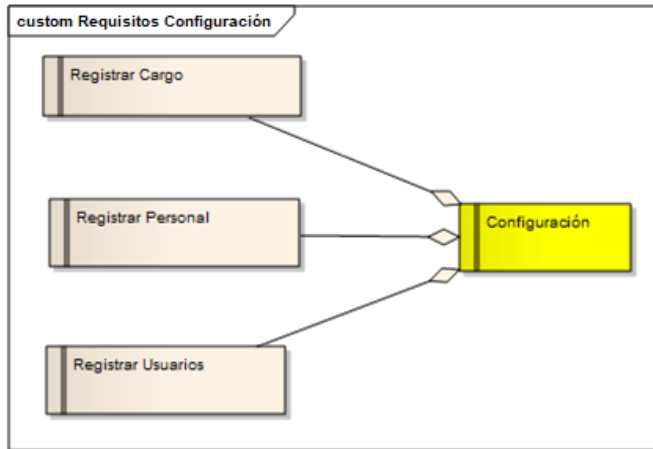 custom Requisitos Configuración
Registrar Cargo
Registrar Personal
Configuración
Registrar Usuarios